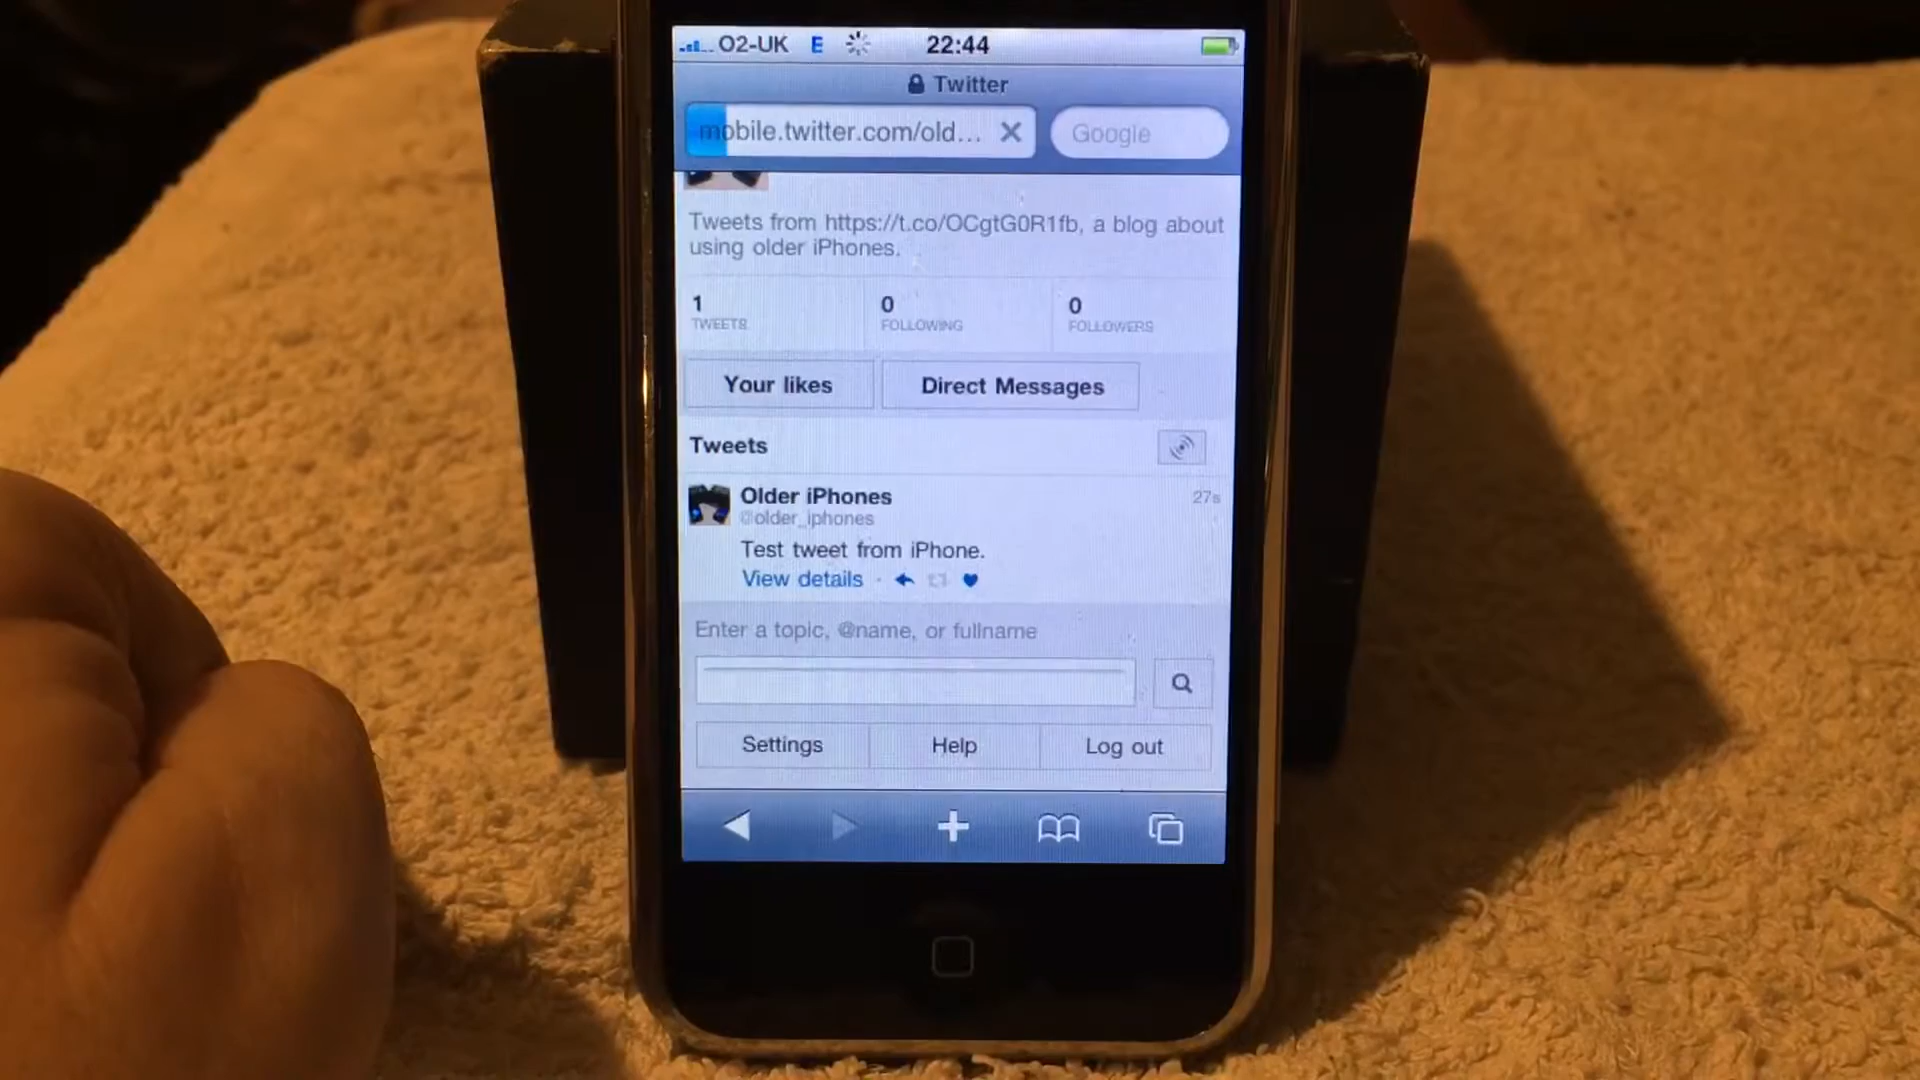 O2-UK E 22:44
Twitter
mobile.twitter.com/old... Google
Tweets from https://t.co/OCgtG0R1fb, a blog about
using older iPhones.
1 0 0
TWEETS FOLLOWING FOLLOWERS
Your likes Direct Messages
Tweets
Older iPhones 27s
@older_iphones
Test tweet from iPhone.
View details
Enter a topic, @name, or fullname
Settings Help Log out